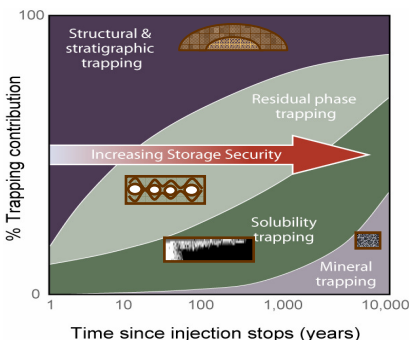 100
Structural &
stratigraphic
trapping
Residual phase
trapping
Increasing Storage Security
% Trapping contribution
Solubility
trapping
Mineral
trapping
0
1
10
100
1,000
10,000
Time since injection stops (years)